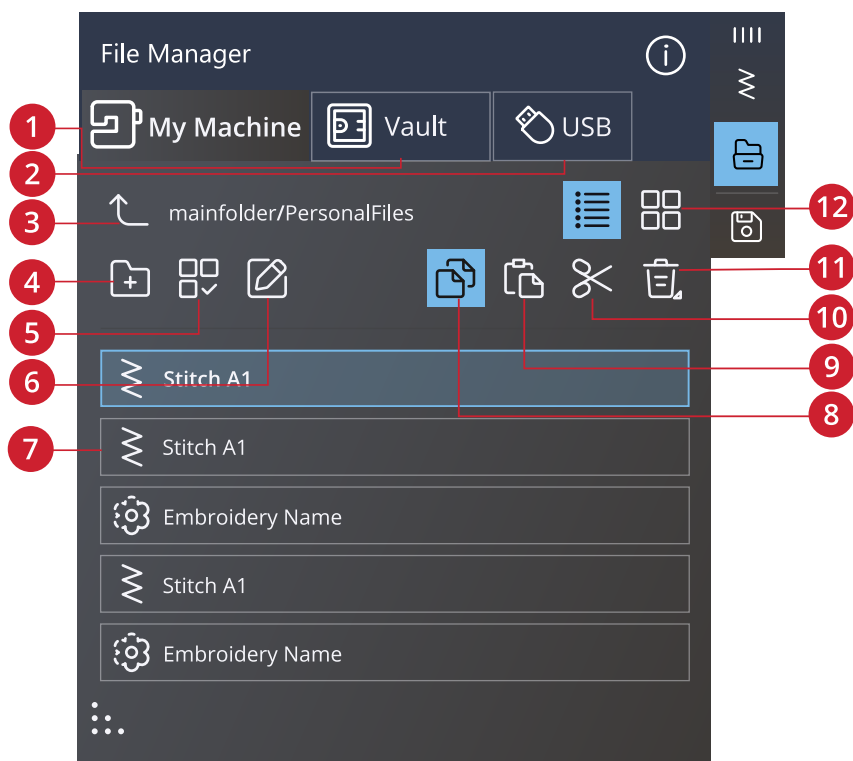 File Manager
My Machine Vault USB
1
2
mainfolder/PersonalFiles
12
3
4
11
5
10
6
Stitch A1
9
8
7
Stitch A1
Embroidery Name
Stitch A1
Embroidery Name